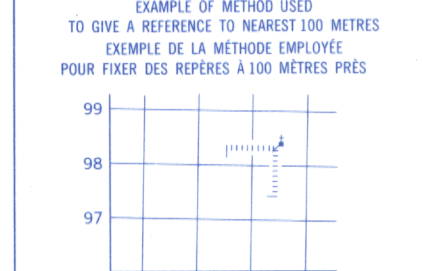 EXAMPLE OF METHOD USED
TO GIVE A REFERENCE TO NEAREST 100 METRES
EXEMPLE DE LA MÉTHODE EMPLOYÉE
POUR FIXER DES REPÈRES À 100 MÈTRES PRÈS
99
98
97